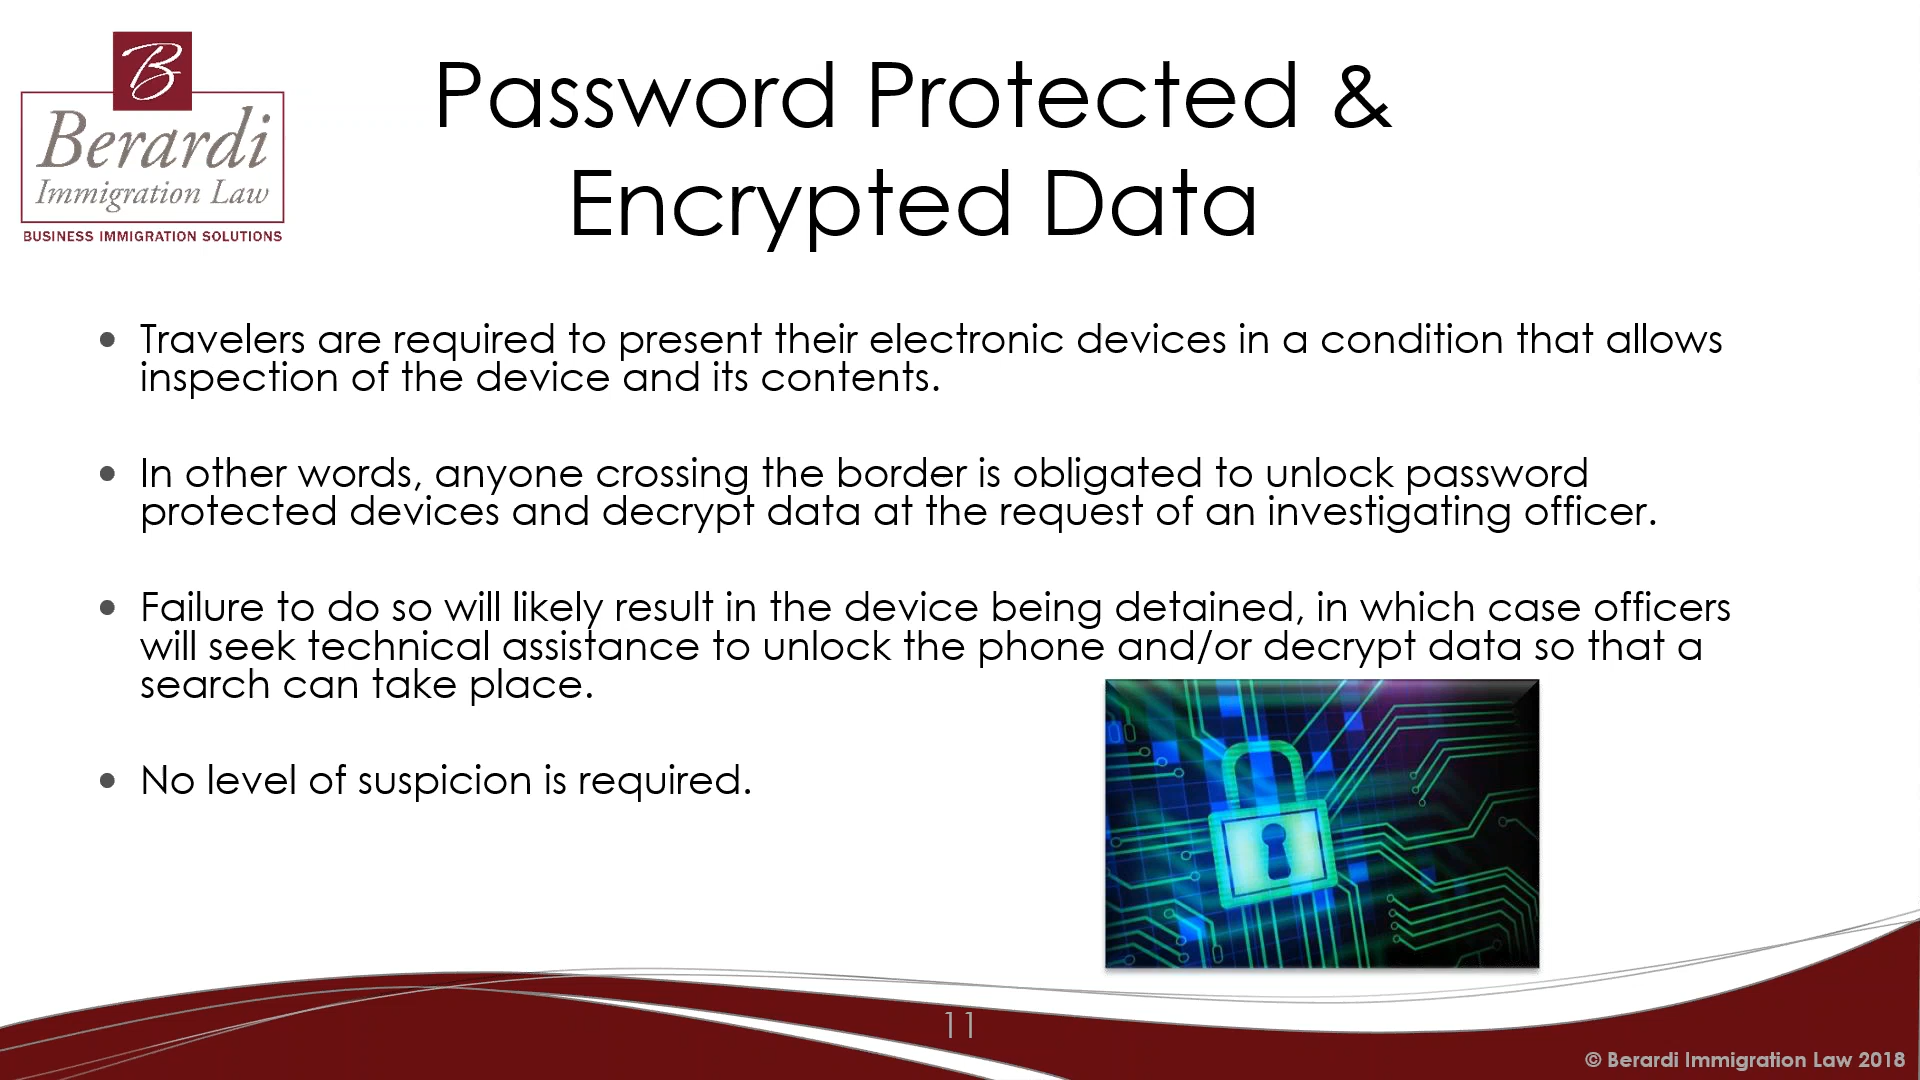 B
Berardi
Immigration Law
BUSINESS IMMIGRATION SOLUTIONS
Password Protected &
Encrypted Data
• Travelers are required to present their electronic devices in a condition that allows
inspection of the device and its contents.
• In other words, anyone crossing the border is obligated to unlock password
protected devices and decrypt data at the request of an investigating officer.
• Failure to do so will likely result in the device being detained, in which case officers
will seek technical assistance to unlock the phone and/or decrypt data so that a
search can take place.
• No level of suspicion is required.
11
© Berardi Immigration Law 2018